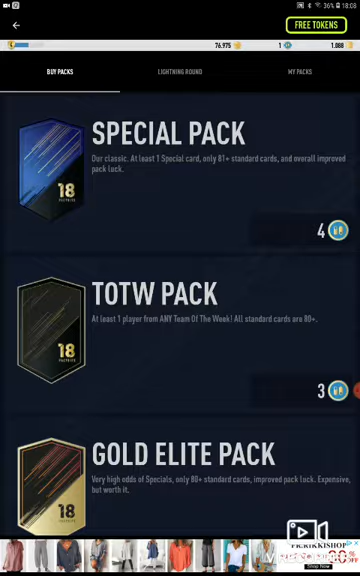 36% 18:08
FREE TOKENS
76.975 1 1.088
BUY PACKS LIGHTNING ROUND MY PACKS
SPECIAL PACK
Our classic. At least 1 Special card, only 81+ standard cards, and overall improved
pack luck.
18
PACYBITS
4
TOTW PACK
At least 1 player from ANY Team Of The Week! All standard cards are 80+.
18
PACYBITS
3
GOLD ELITE PACK
Very high odds of Specials, only 80+ standard cards, improved pack luck. Expensive,
but worth it.
18
Shop Now